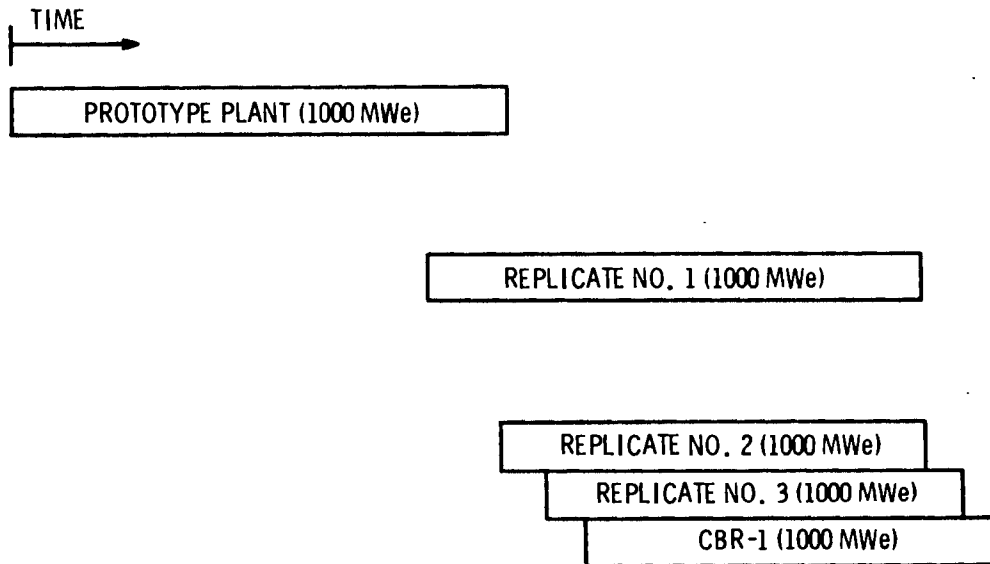 TIME
PROTOTYPE PLANT (1000 MWe)
REPLICATE NO. 1 (1000 MWe)
REPLICATE NO. 2 (1000 MWe)
REPLICATE NO. 3 (1000 MWe)
CBR-1 (1000 MWe)